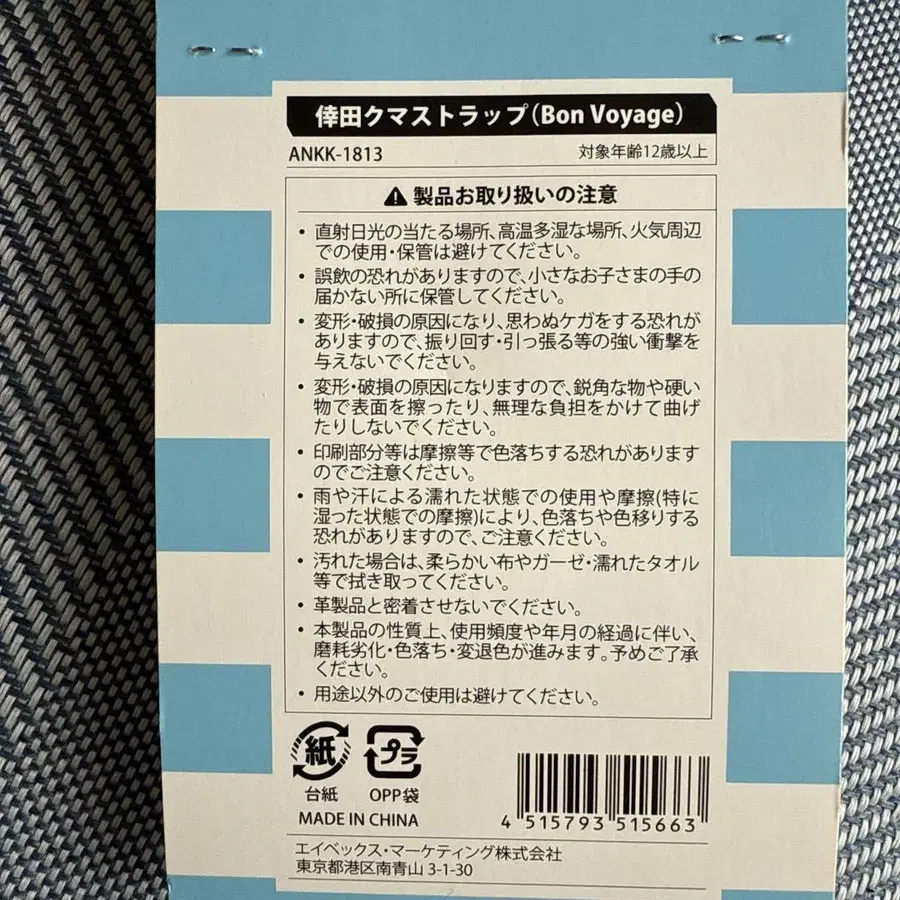 倖田クマストラップ(Bon Voyage)
ANKK-1813 対象年齢12歳以上
製品お取り扱いの注意
・直射日光の当たる場所、高温多湿な場所、火気周辺
での使用・保管は避けてください。
・誤飲の恐れがありますので、小さなお子さまの手の
届かない所に保管してください。
・変形・破損の原因になり、思わぬケガをする恐れが
ありますので、振り回す・引っ張る等の強い衝撃を
与えないでください。
・変形・破損の原因になりますので、鋭角な物や硬い
物で表面を擦ったり、無理な負担をかけて曲げ
たりしないでください。
・印刷部分等は摩擦等で色落ちする恐れがあります
のでご注意ください。
・雨や汗による濡れた状態での使用や摩擦(特に
湿った状態での摩擦)により、色落ちや色移りする
恐れがありますので、ご注意ください。
・汚れた場合は、柔らかい布やガーゼ・濡れたタオル
等で拭き取ってください。
・革製品と密着させないでください。
・本製品の性質上、使用頻度や年月の経過に伴い、
磨耗劣化・色落ち・変退色が進みます。予めご了承
ください。
・用途以外のご使用は避けてください。
紙 プラ
台紙 OPP袋
MADE IN CHINA
4 515793 515663
エイベックス・マーケティング株式会社
東京都港区南青山 3-1-30